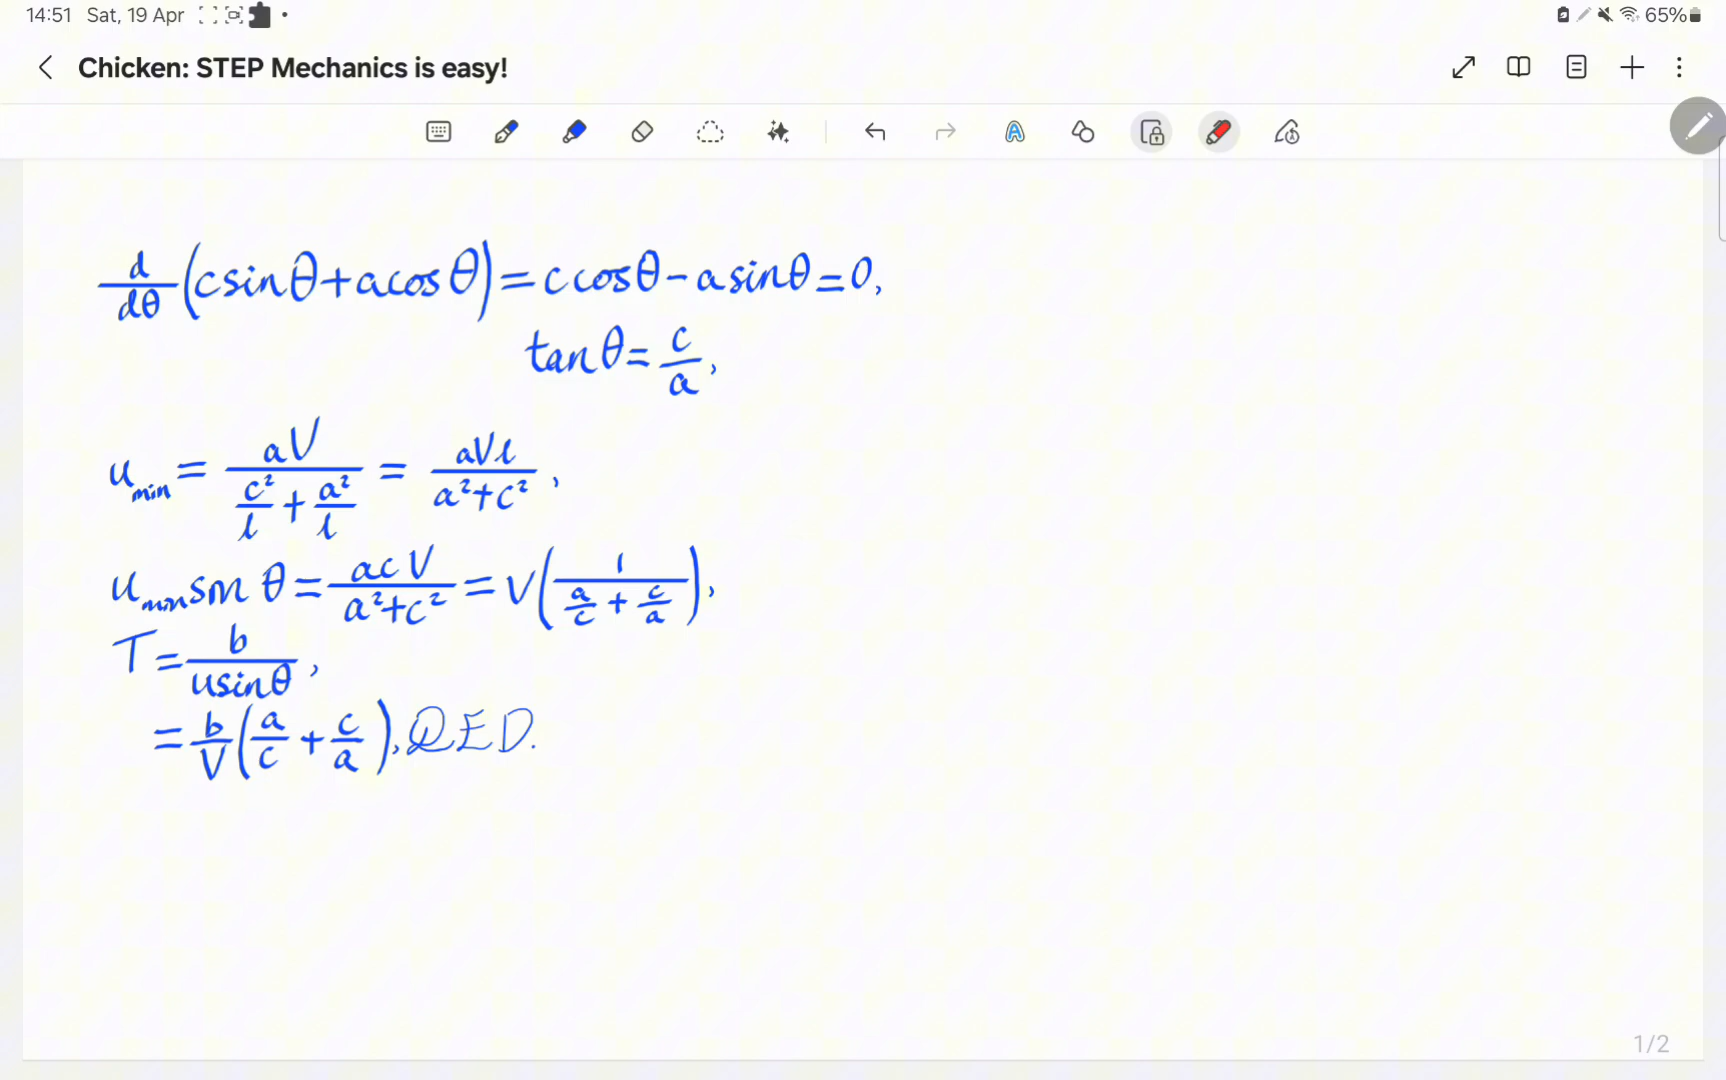 14:51 Sat, 19 Apr 65%
Chicken: STEP Mechanics is easy!
d/dθ (c sin θ + a cos θ) = c cos θ − a sin θ = 0,
tan θ = c/a,
u_min = aV/(c²/l + a²/l) = aVl/(a²+c²),
u_min sin θ = acV/(a²+c²) = V(1/(a/c + c/a)),
T = b/(u sin θ),
= b/V (a/c + c/a), QED.
1/2